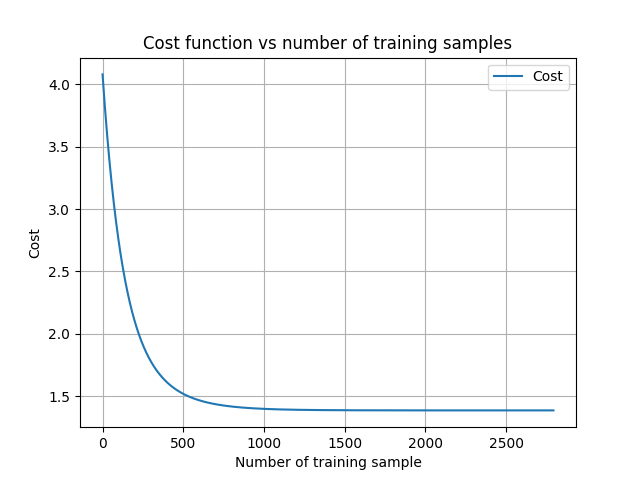 Cost function vs number of training samples
Cost
4.0
3.5
3.0
2.5
2.0
1.5
Cost
0 500 1000 1500 2000 2500
Number of training sample